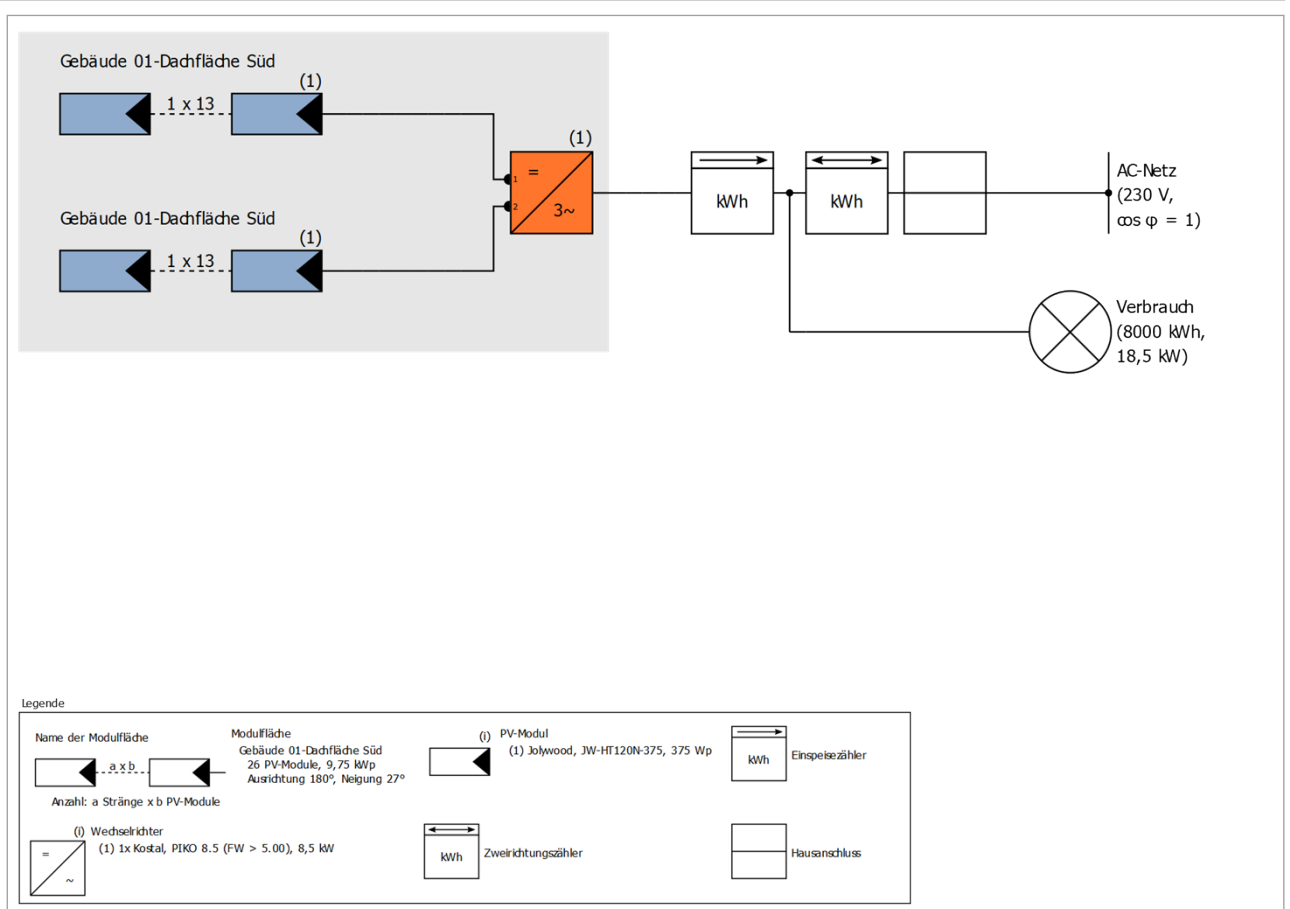 Gebäude 01-Dachfläche Süd
(1)
1 x 13
(1)
=
1
2
3~
kWh
kWh
AC-Netz
(230 V,
cos φ = 1)
Gebäude 01-Dachfläche Süd
(1)
1 x 13
Verbrauch
(8000 kWh,
18,5 kW)
Legende
Name der Modulfläche
a x b
Anzahl: a Stränge x b PV-Module
Modulfläche
Gebäude 01-Dachfläche Süd
26 PV-Module, 9,75 kWp
Ausrichtung 180°, Neigung 27°
(i) PV-Modul
(1) Jolywood, JW-HT120N-375, 375 Wp
kWh
Einspeisezähler
(i) Wechselrichter
(1) 1x Kostal, PIKO 8.5 (FW > 5.00), 8,5 kW
=
~
kWh
Zweirichtungszähler
Hausanschluss